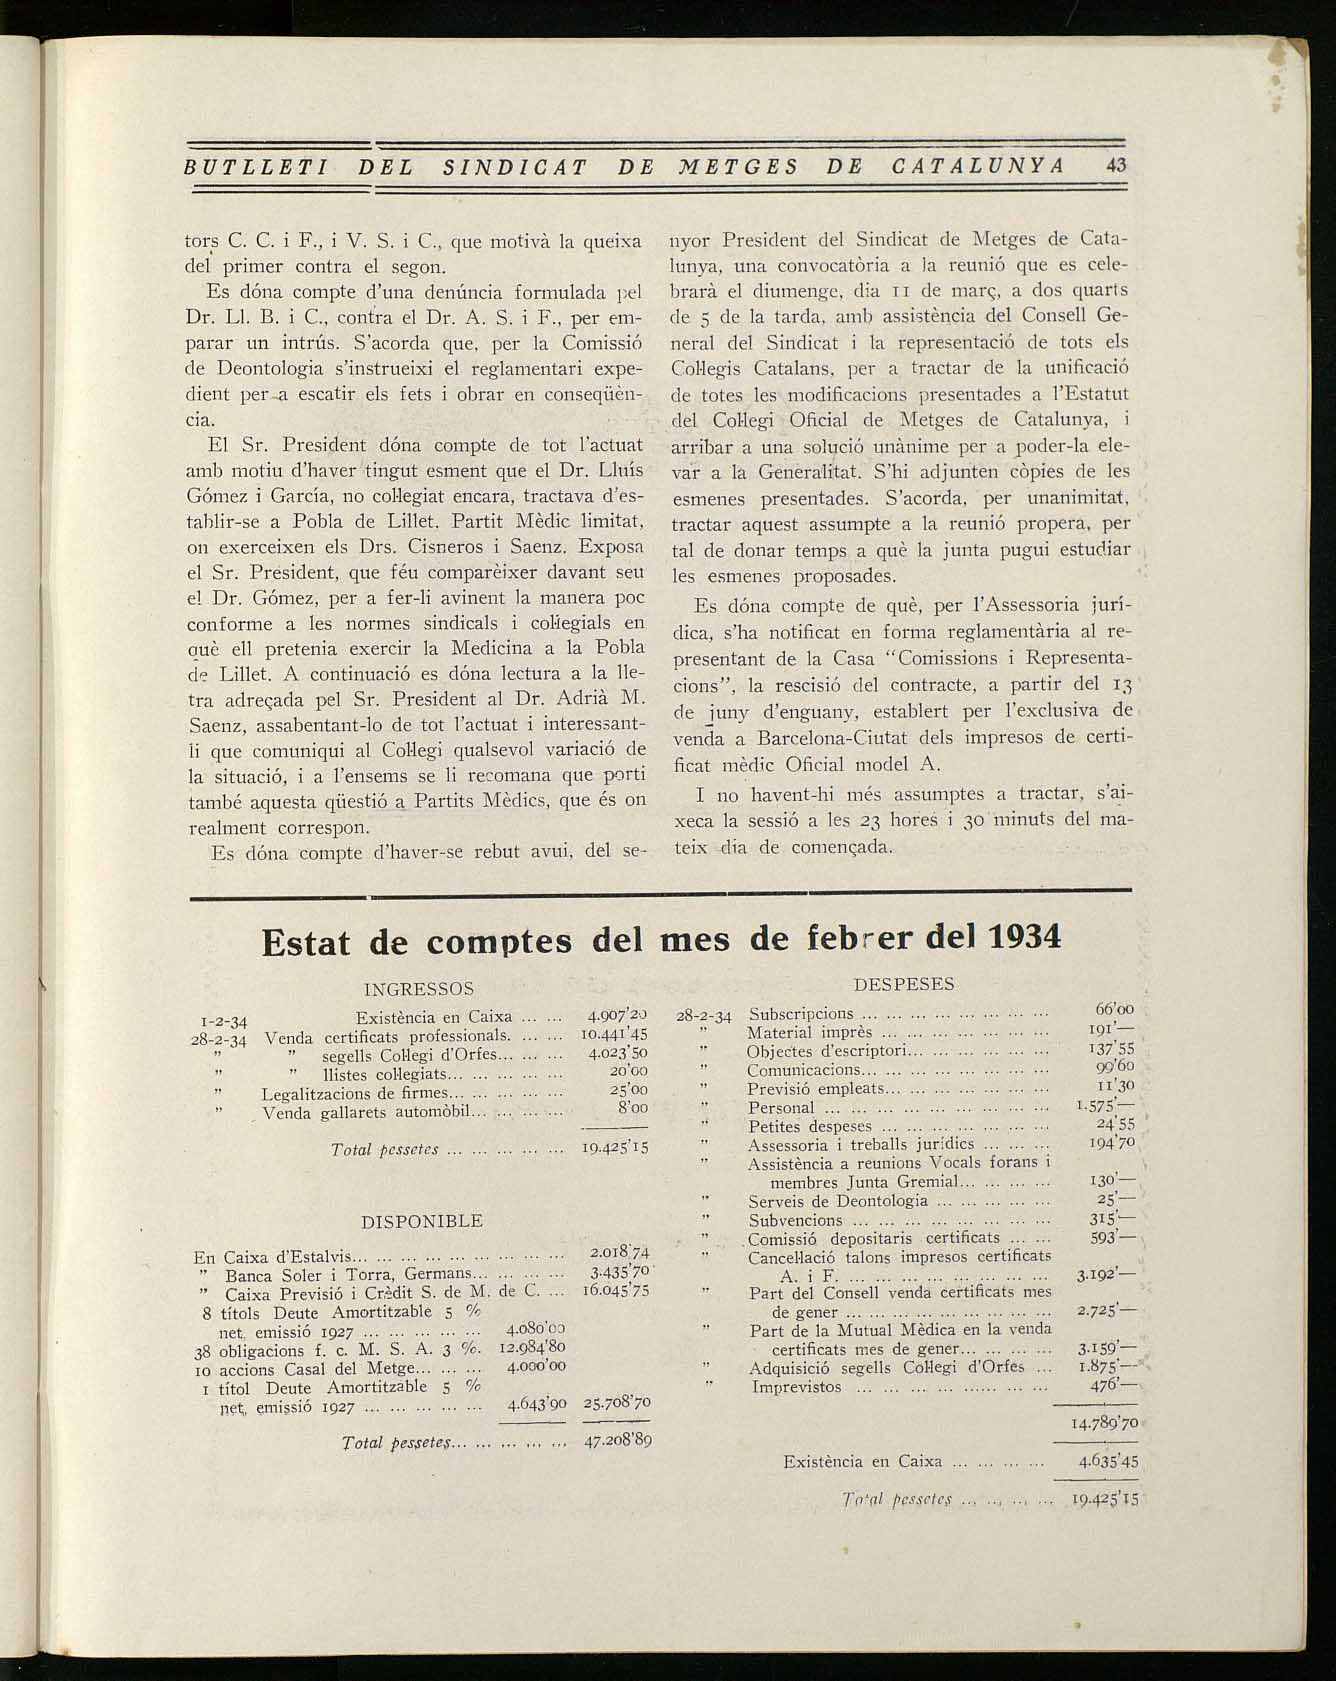 BUTLLETI DEL SINDICAT DE METGES DE CATALUNYA 43
tors C. C. i F., i V. S. i C., que motivà la queixa
del primer contra el segon.
Es dóna compte d'una denúncia formulada pel
Dr. Ll. B. i C., contra el Dr. A. S. i F., per em-
parar un intrús. S'acorda que, per la Comissió
de Deontologia s'instrueixi el reglamentari expe-
dient per a escatir els fets i obrar en conseqüèn-
cia.
El Sr. President dóna compte de tot l'actuat
amb motiu d'haver tingut esment que el Dr. Lluís
Gómez i García, no coŀlegiat encara, tractava d'es-
tablir-se a Pobla de Lillet. Partit Mèdic limitat,
on exerceixen els Drs. Cisneros i Saenz. Exposa
el Sr. President, que féu comparèixer davant seu
el Dr. Gómez, per a fer-li avinent la manera poc
conforme a les normes sindicals i coŀlegials en
què ell pretenia exercir la Medicina a la Pobla
de Lillet. A continuació es dóna lectura a la lle-
tra adreçada pel Sr. President al Dr. Adrià M.
Saenz, assabentant-lo de tot l'actuat i interessant-
li que comuniqui al Coŀlegi qualsevol variació de
la situació, i a l'ensems se li recomana que porti
també aquesta qüestió a Partits Mèdics, que és on
realment correspon.
Es dóna compte d'haver-se rebut avui, del se-
nyor President del Sindicat de Metges de Cata-
lunya, una convocatòria a la reunió que es cele-
brarà el diumenge, dia 11 de març, a dos quarts
de 5 de la tarda, amb assistència del Consell Ge-
neral del Sindicat i la representació de tots els
Coŀlegis Catalans, per a tractar de la unificació
de totes les modificacions presentades a l'Estatut
del Coŀlegi Oficial de Metges de Catalunya, i
arribar a una solució unànime per a poder-la ele-
var a la Generalitat. S'hi adjunten còpies de les
esmenes presentades. S'acorda, per unanimitat,
tractar aquest assumpte a la reunió propera, per
tal de donar temps a què la junta pugui estudiar
les esmenes proposades.
Es dóna compte de què, per l'Assessoria jurí-
dica, s'ha notificat en forma reglamentària al re-
presentant de la Casa "Comissions i Representa-
cions", la rescisió del contracte, a partir del 13
de juny d'enguany, establert per l'exclusiva de
venda a Barcelona-Ciutat dels impresos de certi-
ficat mèdic Oficial model A.
I no havent-hi més assumptes a tractar, s'ai-
xeca la sessió a les 23 hores i 30 minuts del ma-
teix dia de començada.
Estat de comptes del mes de febrer del 1934
INGRESSOS
1-2-34 Existència en Caixa ... ... 4.907'20
28-2-34 Venda certificats professionals. ... ... 10.441'45
" " segells Coŀlegi d'Orfes... ... ... 4.023'50
" " llistes coŀlegiats... ... ... ... ... 20'00
" Legalitzacions de firmes... ... ... ... ... 25'00
" Venda gallarets automòbil... ... ... ... 8'00
Total pessetes ... ... ... ... ... 19.425'15
DISPONIBLE
En Caixa d'Estalvis... ... ... ... ... ... ... ... ... 2.018'74
" Banca Soler i Torra, Germans... ... ... ... 3.435'70
" Caixa Previsió i Crèdit S. de M. de C. ... 16.045'75
8 títols Deute Amortitzable 5 %
net, emissió 1927 ... ... ... ... ... 4.080'00
38 obligacions f. c. M. S. A. 3 %. 12.984'80
10 accions Casal del Metge... ... ... 4.000'00
1 títol Deute Amortitzable 5 %
net, emissió 1927 ... ... ... ... ... 4.643'90 25.708'70
Total pessetes... ... ... ... ... 47.208'89
DESPESES
28-2-34 Subscripcions ... ... ... ... ... ... ... ... 66'00
" Material imprès ... ... ... ... ... ... ... 191'—
" Objectes d'escriptori... ... ... ... ... ... 137'55
" Comunicacions... ... ... ... ... ... ... ... 99'60
" Previsió empleats... ... ... ... ... ... ... 11'30
" Personal ... ... ... ... ... ... ... ... ... 1.575'—
" Petites despeses ... ... ... ... ... ... ... 24'55
" Assessoria i treballs jurídics ... ... ... 194'70
" Assistència a reunions Vocals forans i
membres Junta Gremial... ... ... ... 130'—
" Serveis de Deontologia ... ... ... ... ... 25'—
" Subvencions ... ... ... ... ... ... ... ... 315'—
" Comissió depositaris certificats ... ... 593'—
" Canceŀlació talons impresos certificats
A. i F. ... ... ... ... ... ... ... ... 3.192'—
" Part del Consell venda certificats mes
de gener ... ... ... ... ... ... ... ... 2.725'—
" Part de la Mutual Mèdica en la venda
certificats mes de gener... ... ... ... 3.159'—
" Adquisició segells Coŀlegi d'Orfes ... 1.875'—
" Imprevistos ... ... ... ... ... ... ... 476'—
14.789'70
Existència en Caixa ... ... ... ... 4.635'45
Total pessetes ... ... ... ... 19.425'15